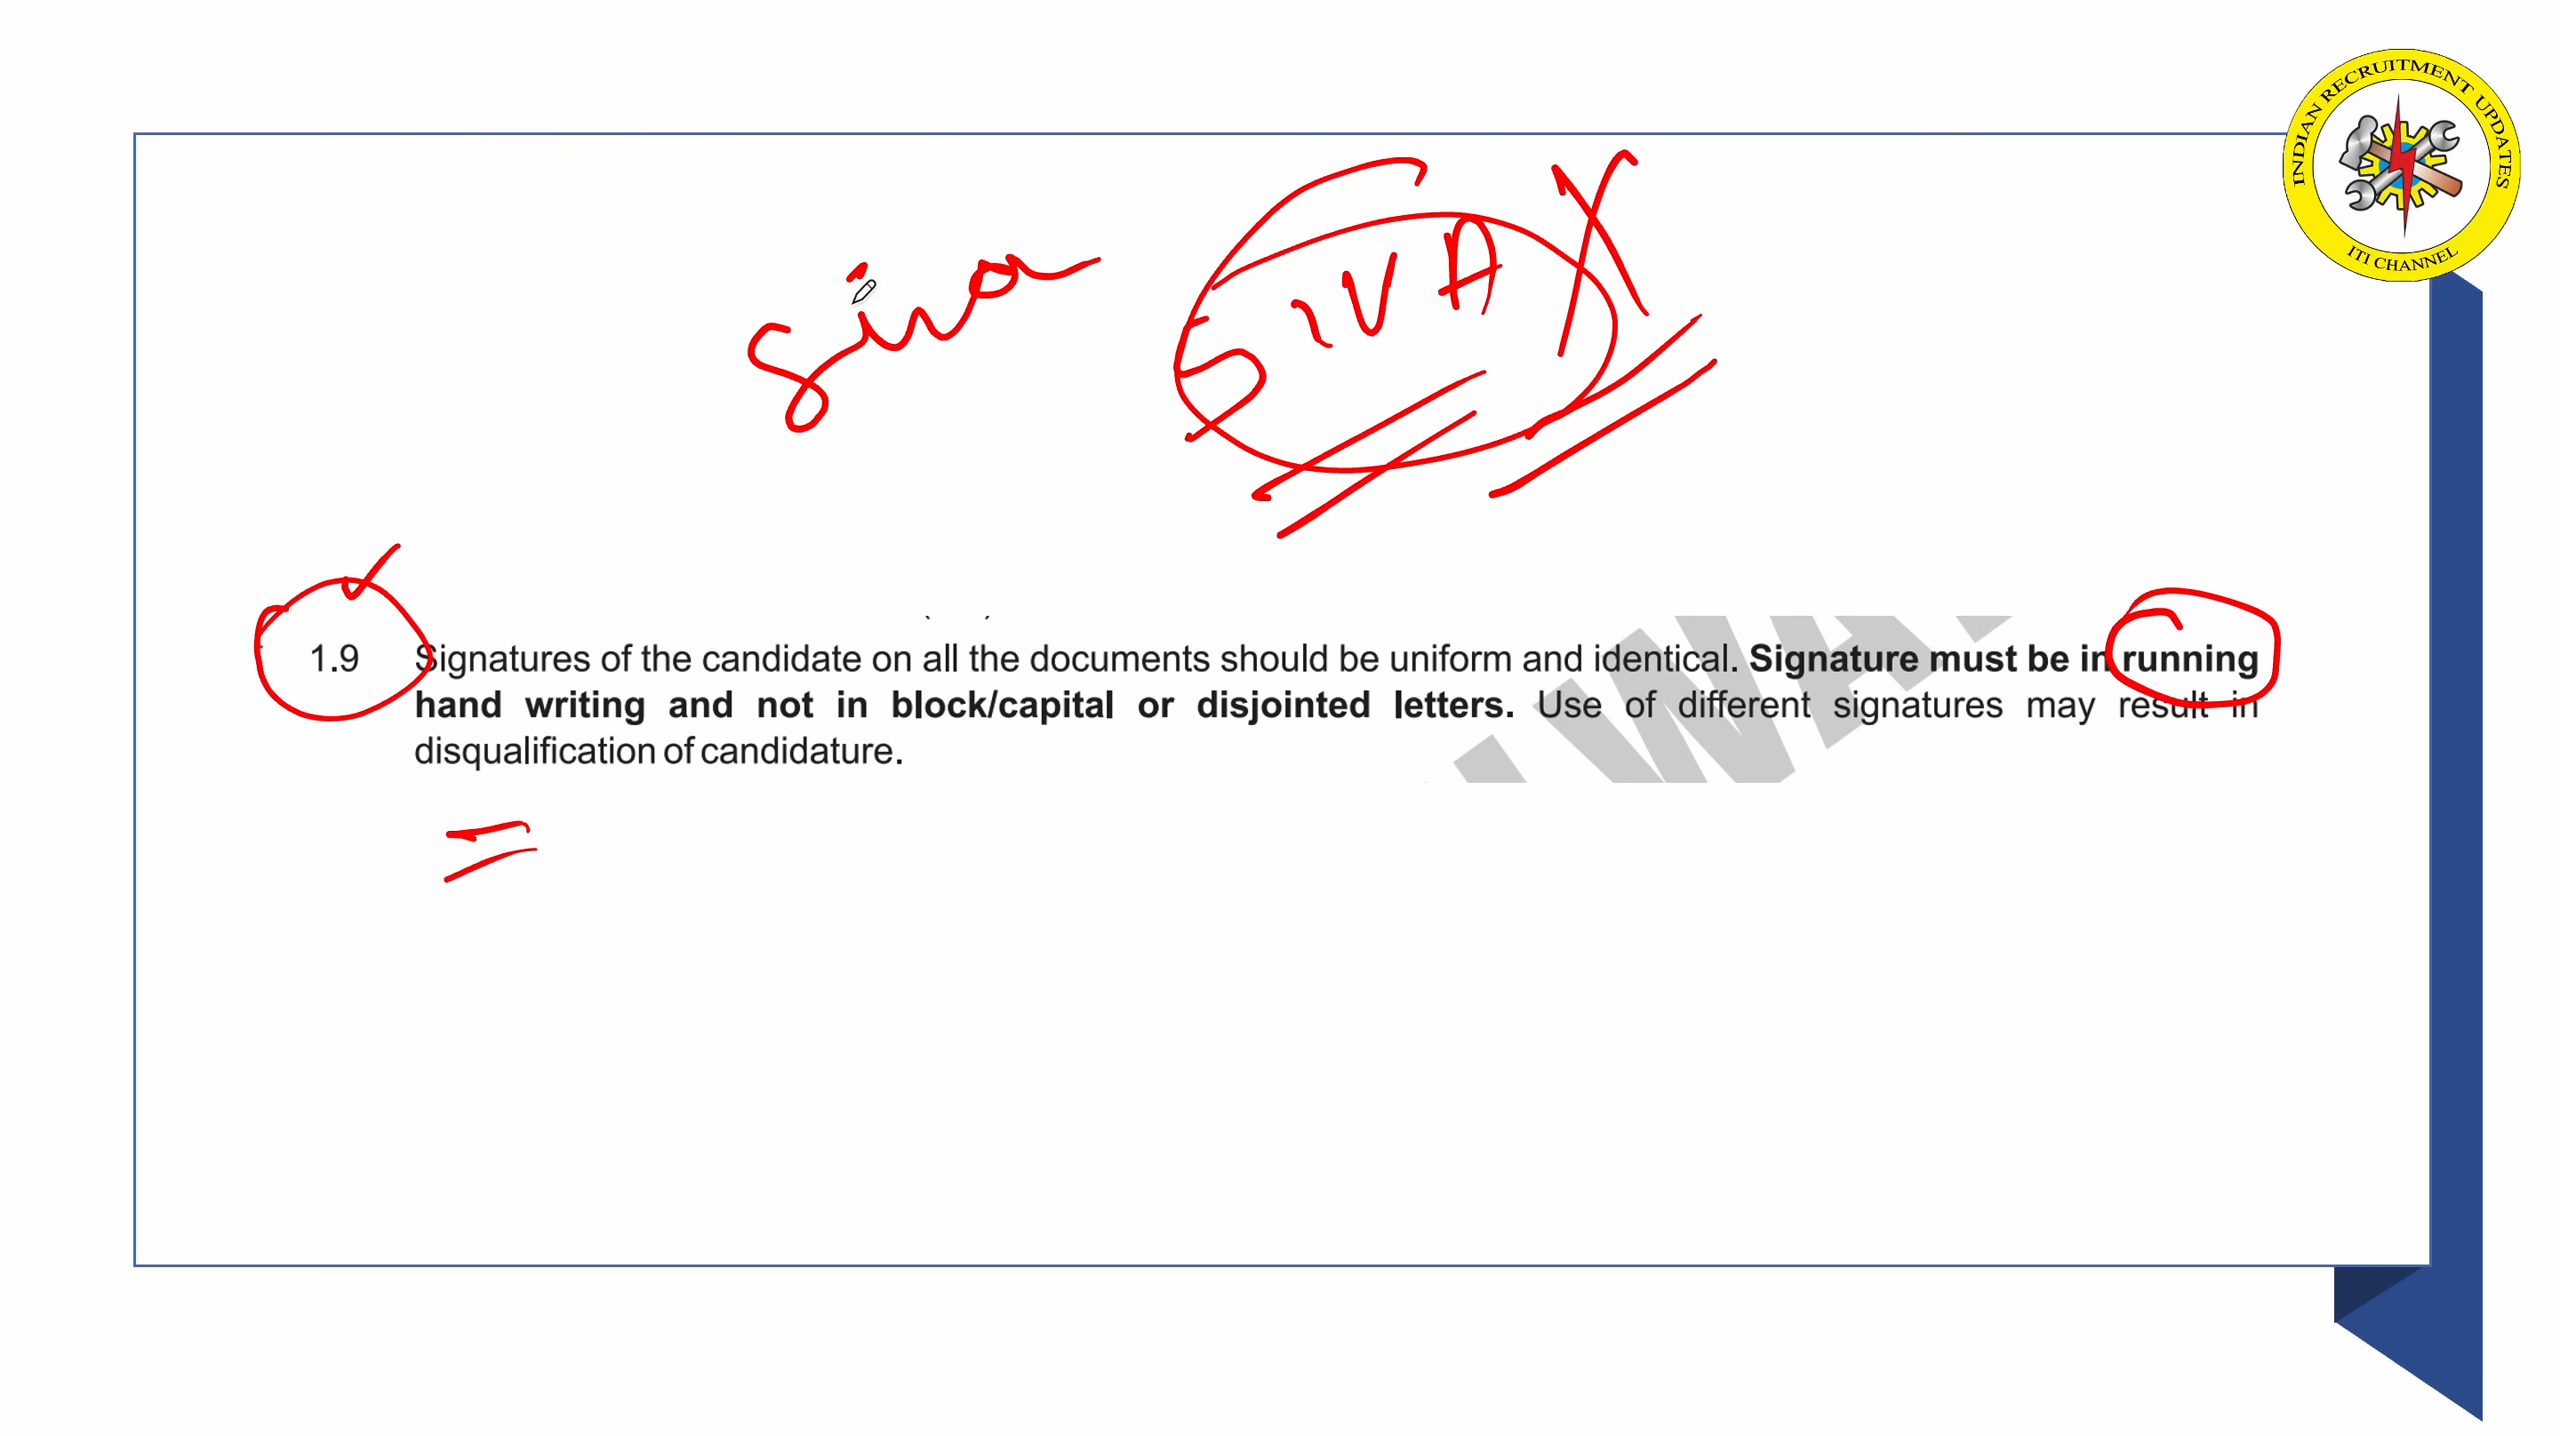 INDIAN RECRUITMENT UPDATES
ITI CHANNEL
Siva
SIVA
1.9 Signatures of the candidate on all the documents should be uniform and identical. Signature must be in running
hand writing and not in block/capital or disjointed letters. Use of different signatures may result in
disqualification of candidature.